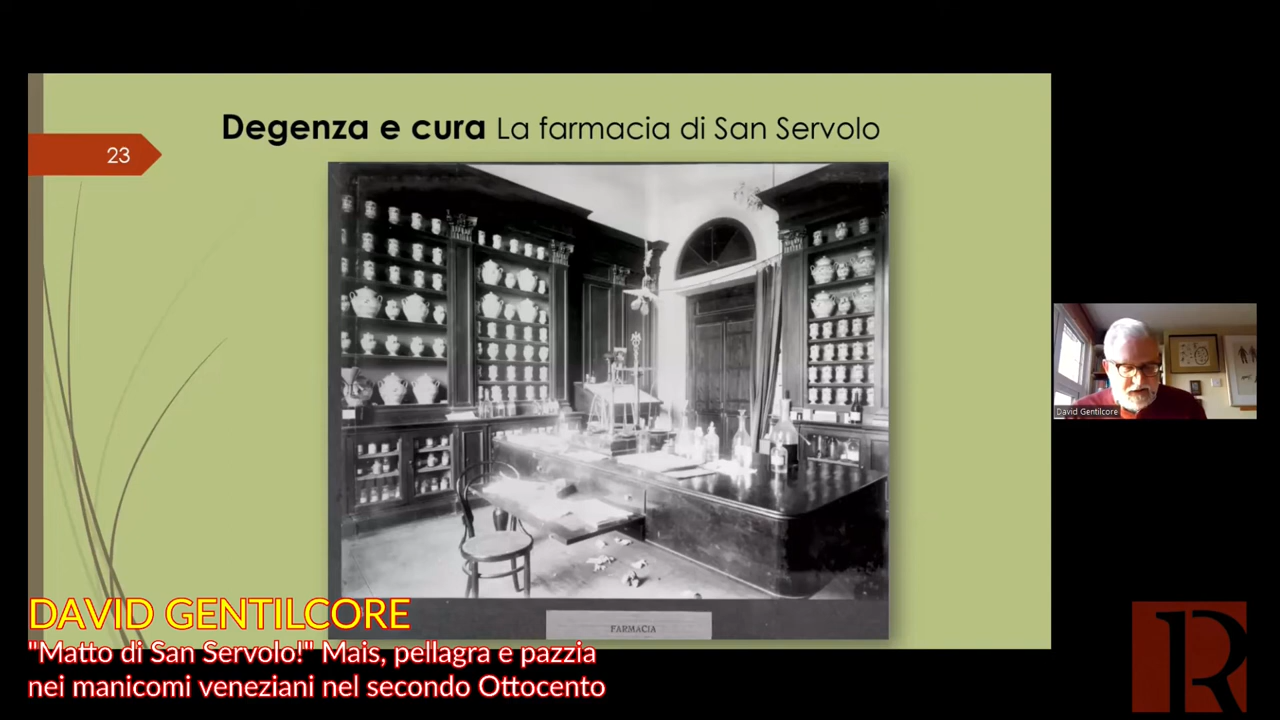 Degenza e cura La farmacia di San Servolo
23
FARMACIA
David Gentilcore
DAVID GENTILCORE
"Matto di San Servolo!" Mais, pellagra e pazzia
nei manicomi veneziani nel secondo Ottocento
R